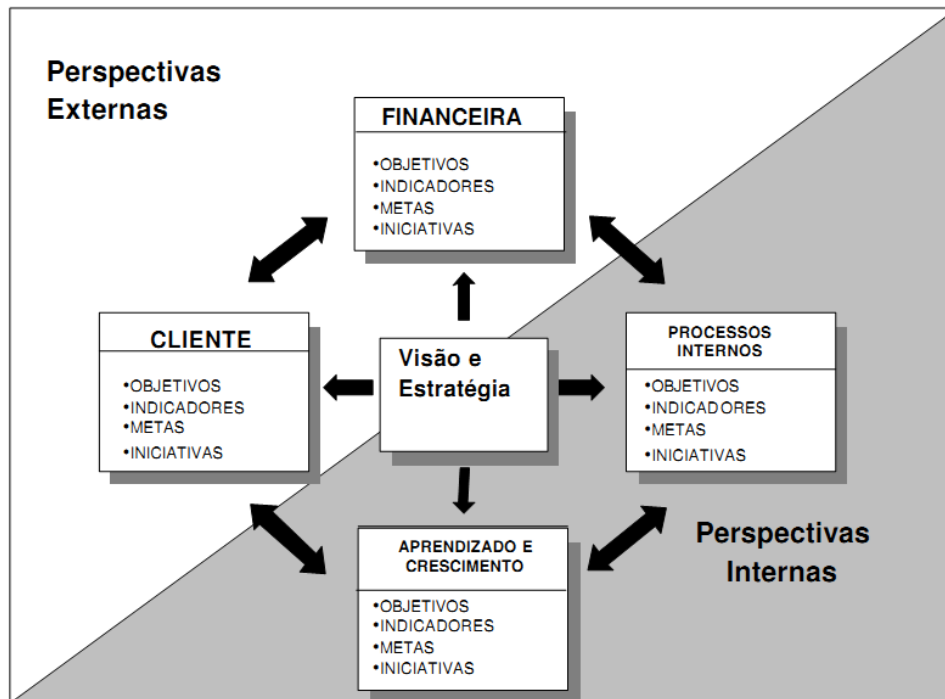 Perspectivas
Externas
FINANCEIRA
•OBJETIVOS
•INDICADORES
•METAS
•INICIATIVAS
CLIENTE
•OBJETIVOS
•INDICADORES
•METAS
•INICIATIVAS
Visão e
Estratégia
PROCESSOS
INTERNOS
•OBJETIVOS
•INDICADORES
•METAS
•INICIATIVAS
APRENDIZADO E
CRESCIMENTO
•OBJETIVOS
•INDICADORES
•METAS
•INICIATIVAS
Perspectivas
Internas